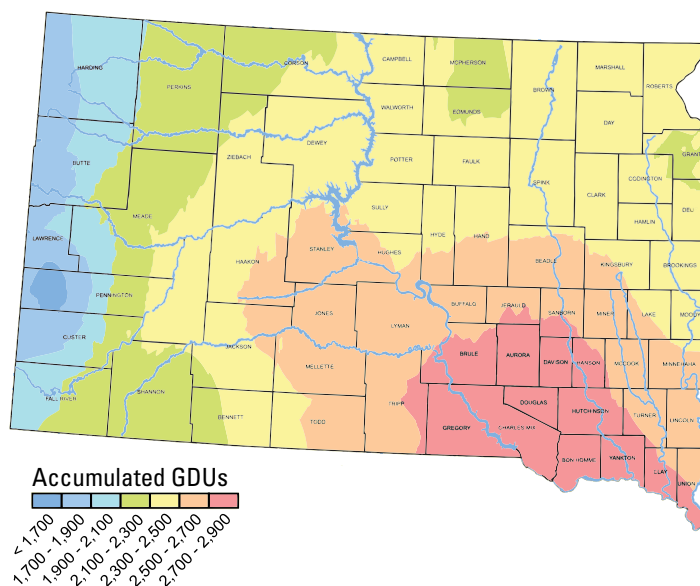 CAMPBELL
MCPHERSON
MARSHALL
CORSON
HARDING
PERKINS
BROWN
ROBERTS
WALWORTH
EDMUNDS
DAY
DEWEY
ZIEBACH
POTTER
FAULK
GRANT
BUTTE
SPINK
CODINGTON
CLARK
SULLY
MEADE
DEU
HAMLIN
LAWRENCE
HYDE
HAND
STANLEY
HUGHES
HAAKON
BEADLE
KINGSBURY
BROOKINGS
PENNINGTON
BUFFALO
JERAULD
SANBORN
MINER
LAKE
MOODY
JONES
LYMAN
CUSTER
JACKSON
BRULE
AURORA
DAVISON
HANSON
MCCOOK
MINNEHAHA
MELLETTE
FALL RIVER
SHANNON
TRIPP
DOUGLAS
HUTCHINSON
TURNER
LINCOLN
BENNETT
TODD
GREGORY
CHARLES MIX
BON HOMME
YANKTON
CLAY
UNION
Accumulated GDUs
< 1,700
1,700 - 1,900
1,900 - 2,100
2,100 - 2,300
2,300 - 2,500
2,500 - 2,700
2,700 - 2,900